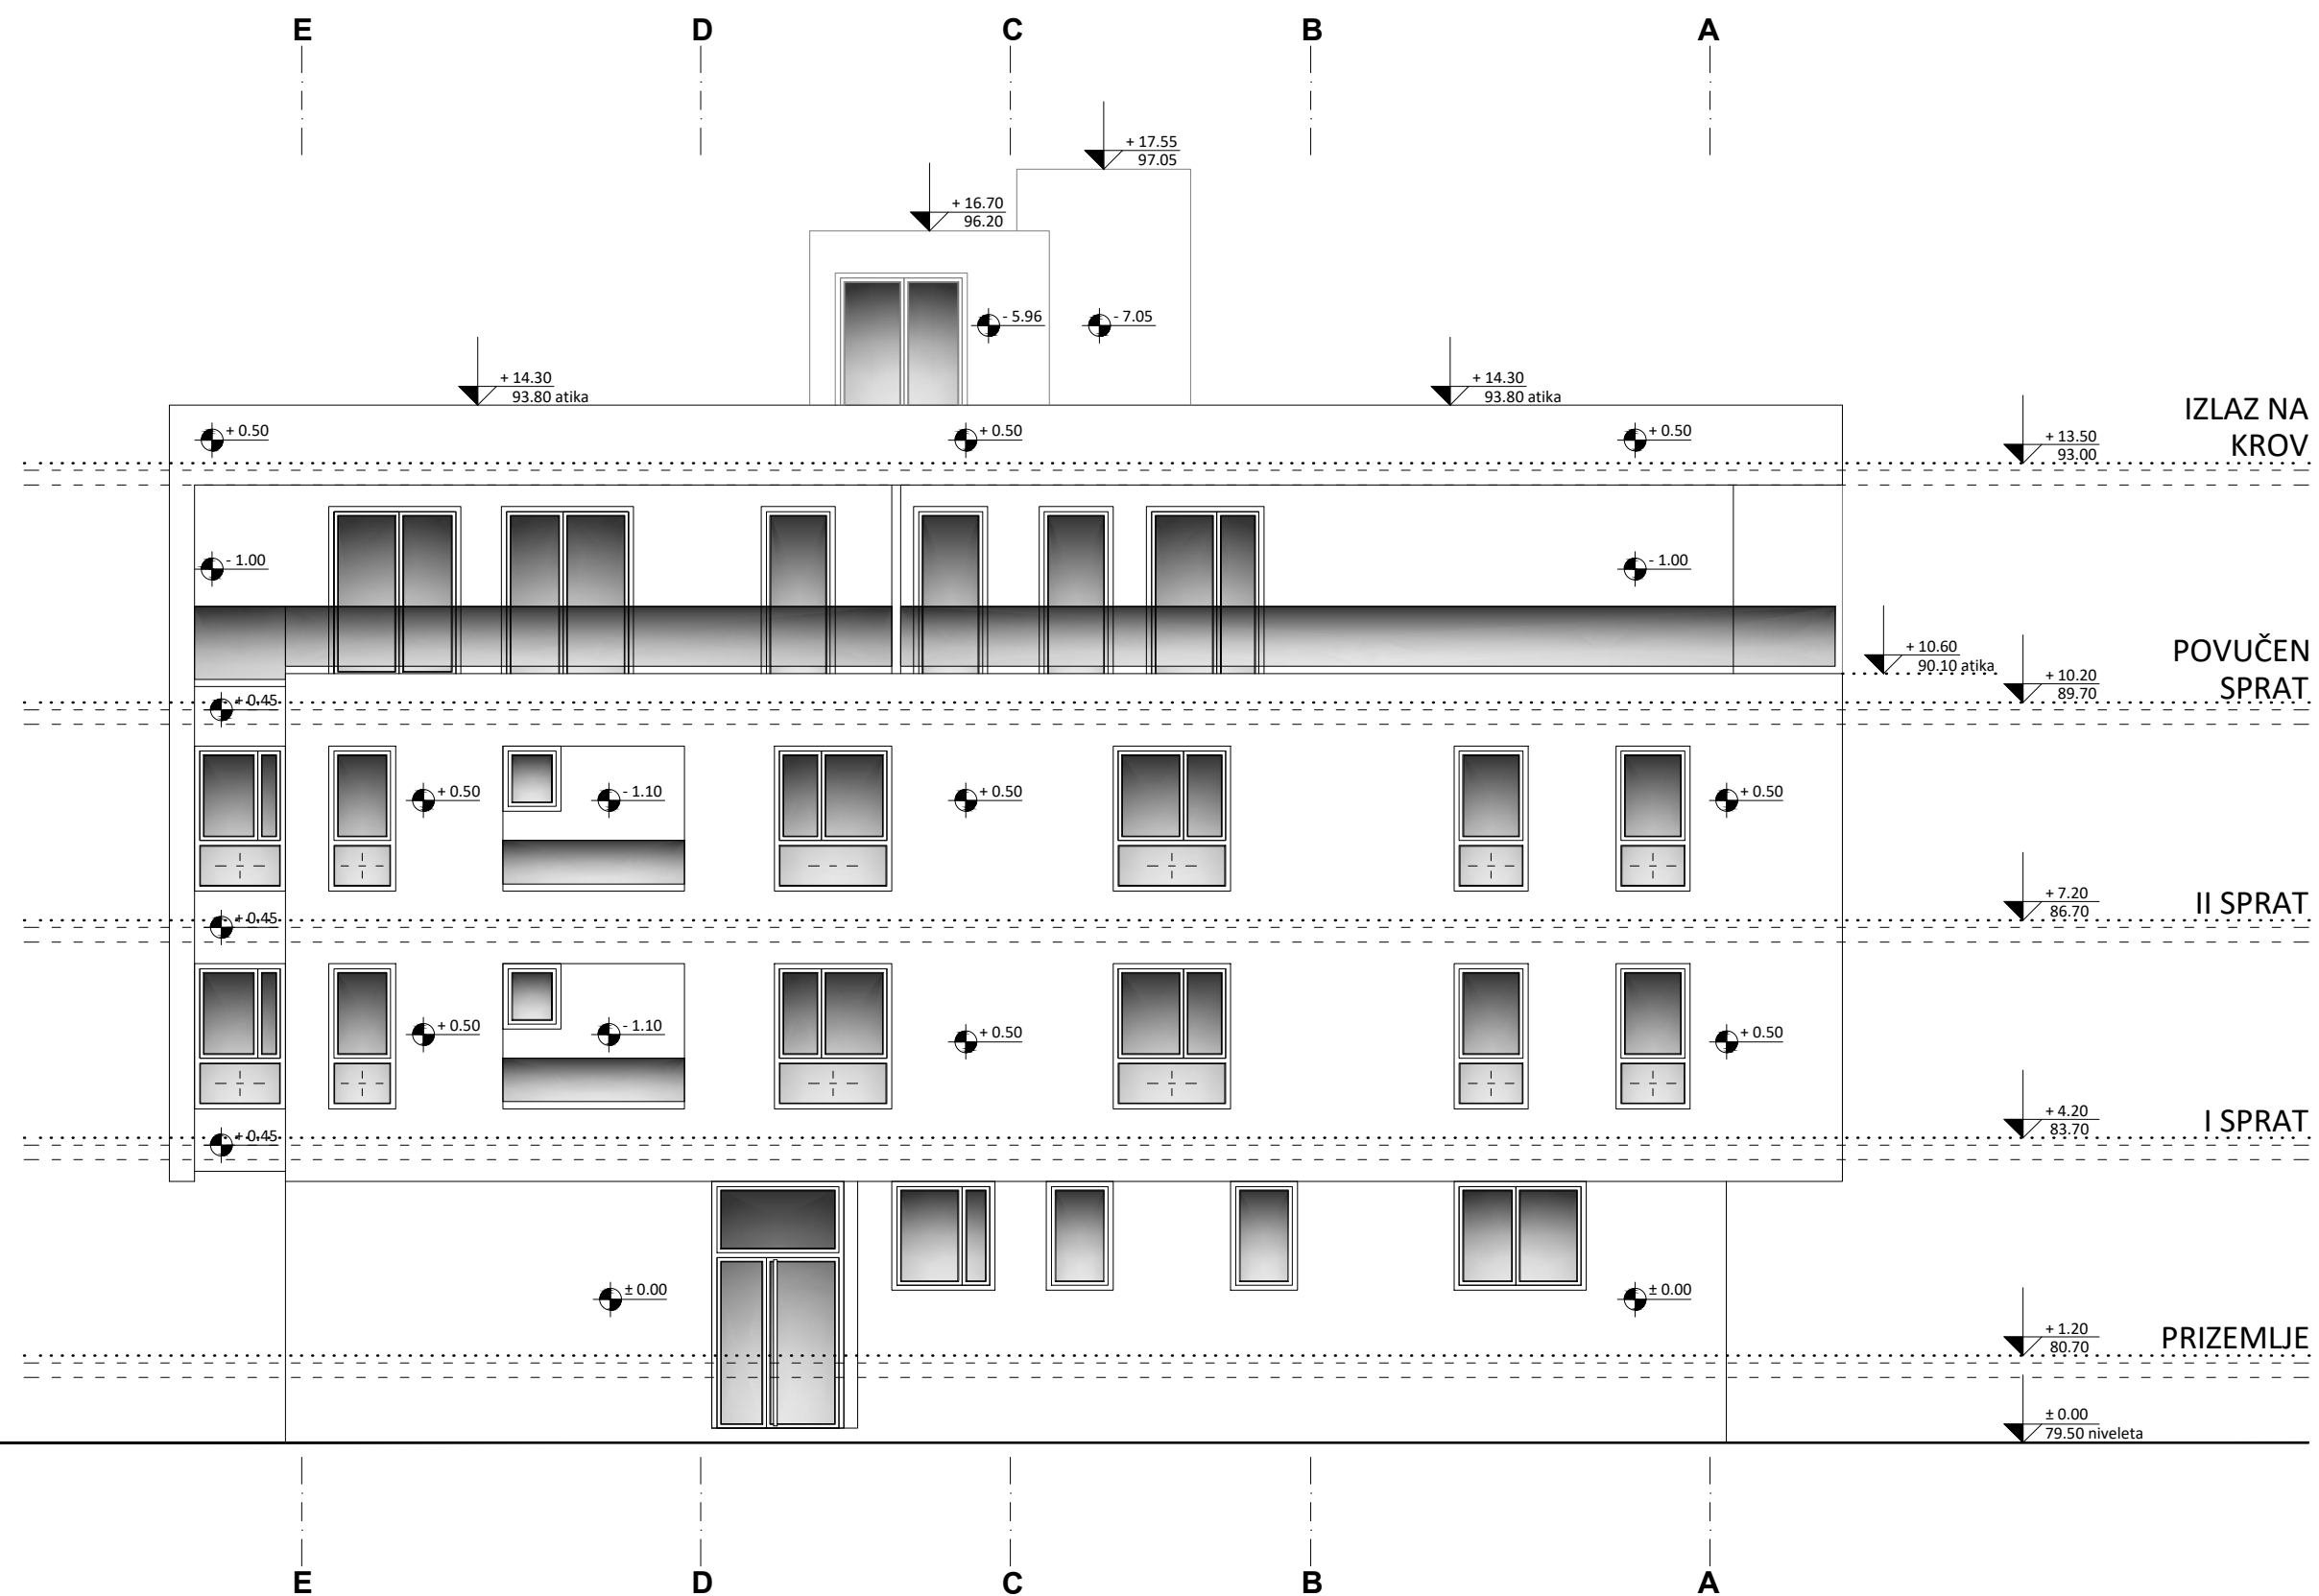 E D C B A
+ 17.55
97.05
+ 16.70
96.20
- 5.96
- 7.05
+ 14.30
93.80 atika
+ 14.30
93.80 atika
IZLAZ NA
KROV
+ 13.50
93.00
+ 0.50
+ 0.50
+ 0.50
- 1.00
- 1.00
+ 10.60
90.10 atika
POVUČEN
SPRAT
+ 10.20
89.70
+ 0.45
+ 0.50
- 1.10
+ 0.50
+ 0.50
+ 7.20
86.70
II SPRAT
+ 0.45
+ 0.50
- 1.10
+ 0.50
+ 0.50
+ 4.20
83.70
I SPRAT
+ 0.45
± 0.00
± 0.00
+ 1.20
80.70
PRIZEMLJE
± 0.00
79.50 niveleta
E D C B A